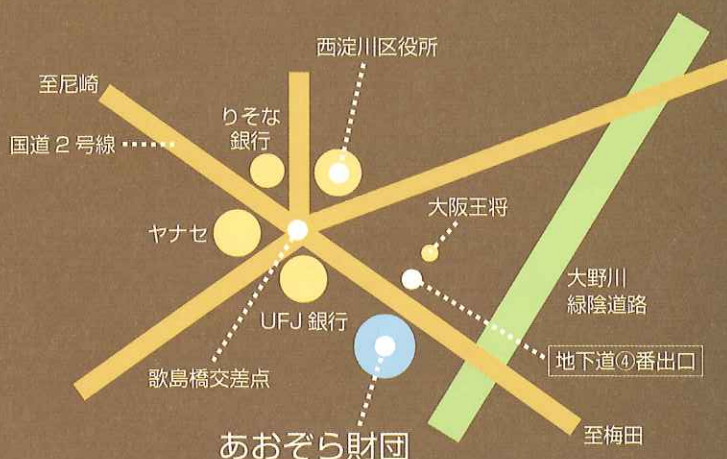 西淀川区役所
至尼崎
りそな
銀行
国道2号線
大阪王将
ヤナセ
大野川
緑陰道路
UFJ銀行
地下道④番出口
歌島橋交差点
至梅田
あおぞら財団